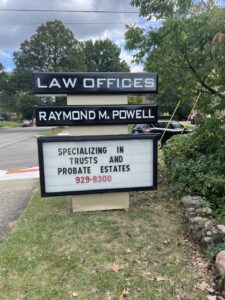 LAW OFFICES
RAYMOND M. POWELL
SPECIALIZING IN
TRUSTS AND
PROBATE ESTATES
929-8300